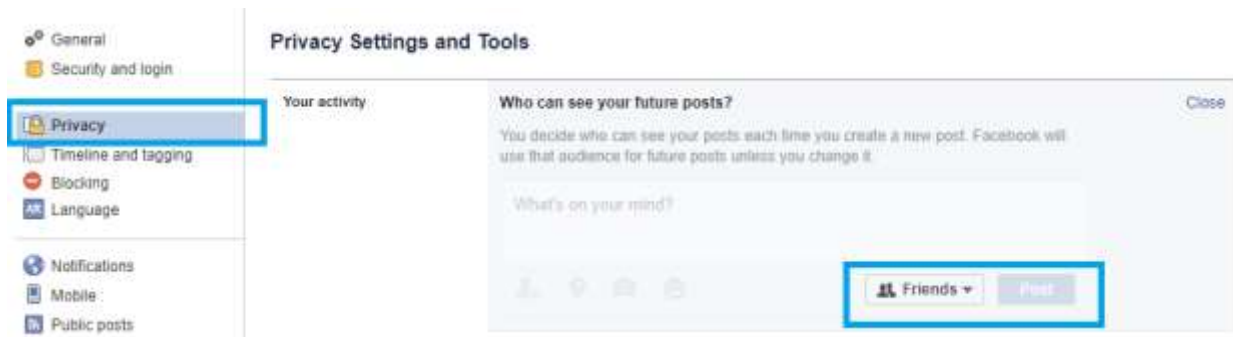 General
Security and login
Privacy
Timeline and tagging
Blocking
Language
Notifications
Mobile
Public posts
Privacy Settings and Tools
Your activity
Who can see your future posts?
Close
You decide who can see your posts each time you create a new post. Facebook will
use that audience for future posts unless you change it.
What's on your mind?
Friends
Post